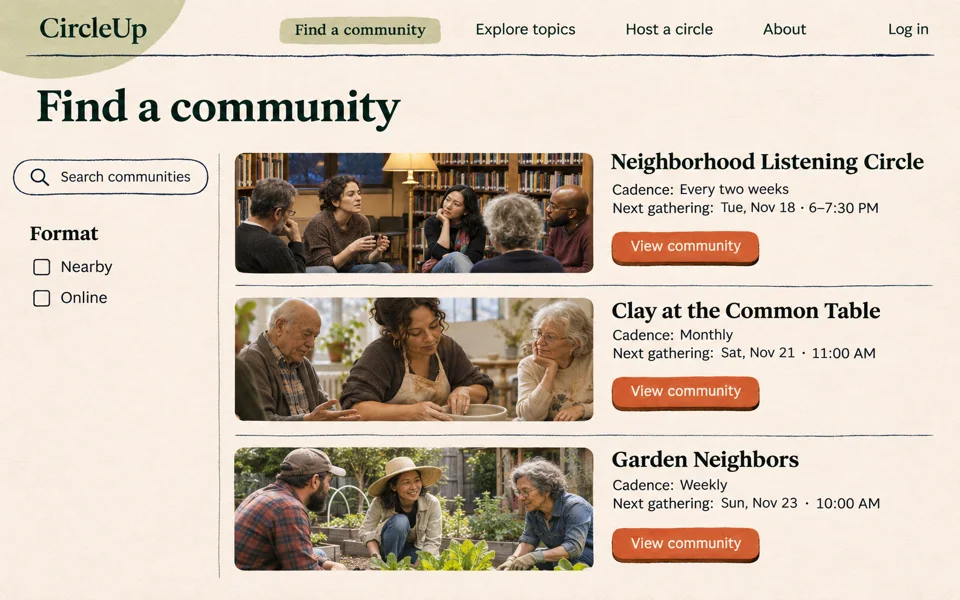 CircleUp
Find a community
Explore topics
Host a circle
About
Log in
Find a community
Search communities
Format
Nearby
Online
Neighborhood Listening Circle
Cadence: Every two weeks
Next gathering: Tue, Nov 18 · 6–7:30 PM
View community
Clay at the Common Table
Cadence: Monthly
Next gathering: Sat, Nov 21 · 11:00 AM
View community
Garden Neighbors
Cadence: Weekly
Next gathering: Sun, Nov 23 · 10:00 AM
View community